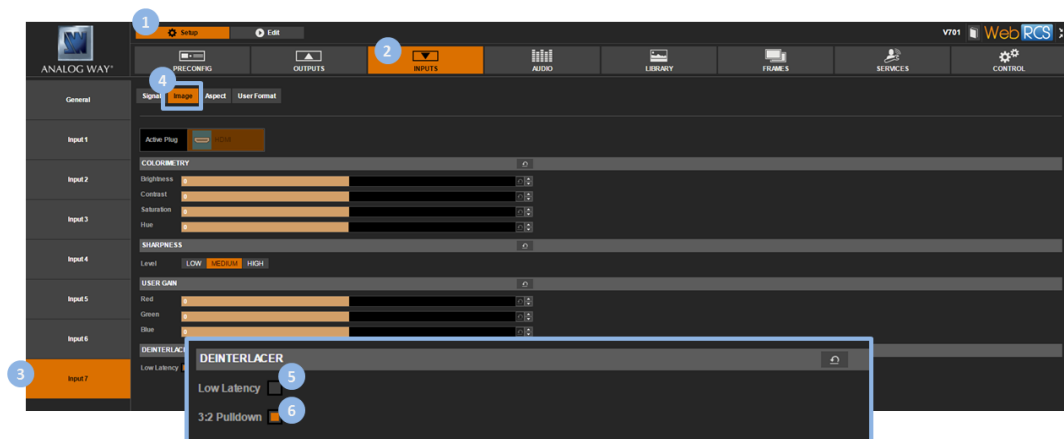 1
Setup
Edit
V701
Web RCS
ANALOG WAY®
PRECONFIG
OUTPUTS
2
INPUTS
AUDIO
LIBRARY
FRAMES
SERVICES
CONTROL
4
General
Signal
Image
Aspect
User Format
Input 1
Active Plug
HDMI
COLORIMETRY
Input 2
Brightness 0
Contrast 0
Saturation 0
Input 3
Hue 0
SHARPNESS
Input 4
Level LOW MEDIUM HIGH
USER GAIN
Input 5
Red 0
Green 0
Blue 0
Input 6
DEINTERLAC
Low Latency
3
Input 7
DEINTERLACER
Low Latency 5
3:2 Pulldown 6